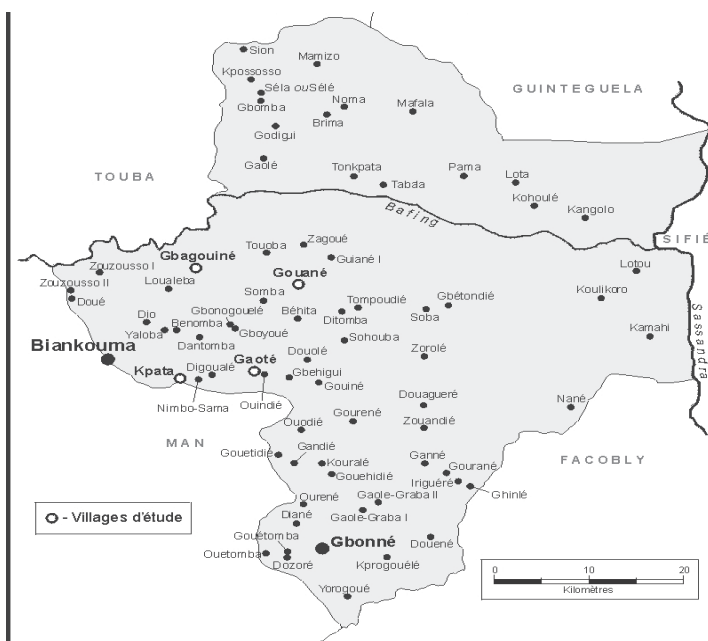 Sion
Mamizo
Kpossosso
GUINTEGUELA
Séla ou Sélé
Gbomba
Noma
Mafala
Brima
Godigui
Gaolé
TOUBA
Tonkpata
Pama
Lota
Tabala
Kohoulé
Bafing
Kangolo
SIFIÉ
Zagoué
Touoba
Gbagouiné
Guiané I
Zouzousso I
Lotou
Gouané
Zouzousso II
Loualeba
Doué
Somba
Koulikoro
Tompoudié
Gbétondié
Sassandra
Gbonogouelé
Dio
Béhita
Ditomba
Soba
Benomba
Gboyoué
Yaloba
Kamahi
Dantomba
Sohouba
Biankouma
Zorolé
Douolé
Gaoté
Kpata
Digoualé
Gbehigui
Gouiné
Nimbo-Sama
Ouindié
Douagueré
Nané
Gourené
Zouandié
Ouodié
MAN
Gandié
Gouetidié
Kouralé
Ganné
Gourané
FACOBLY
Gouehidié
Iriguéré
Ghinlé
Ourené
Gaole-Graba II
O - Villages d'étude
Diané
Gaole-Graba I
Gouétomba
Gbonné
Douené
Ouetomba
Dozoré
Kprogouélé
0 10 20
Kilomètres
Yorogoué